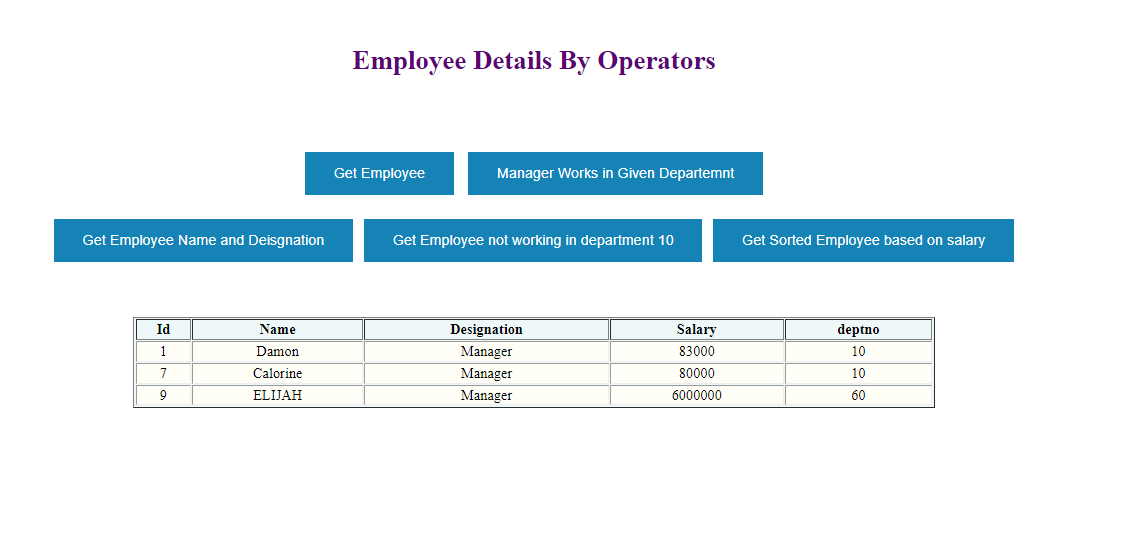 Employee Details By Operators
Get Employee Manager Works in Given Departemnt
Get Employee Name and Deisgnation Get Employee not working in department 10 Get Sorted Employee based on salary
Id Name Designation Salary deptno
1 Damon Manager 83000 10
7 Calorine Manager 80000 10
9 ELIJAH Manager 6000000 60